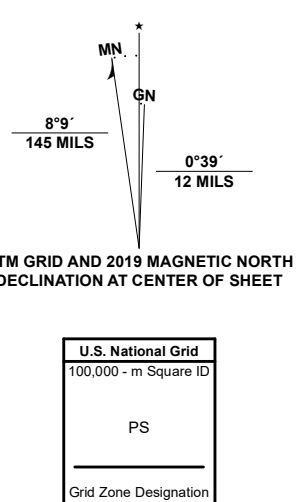 ★
MN
GN
8°9´
145 MILS
0°39´
12 MILS
TM GRID AND 2019 MAGNETIC NORTH
DECLINATION AT CENTER OF SHEET
U.S. National Grid
100,000 - m Square ID
PS
Grid Zone Designation